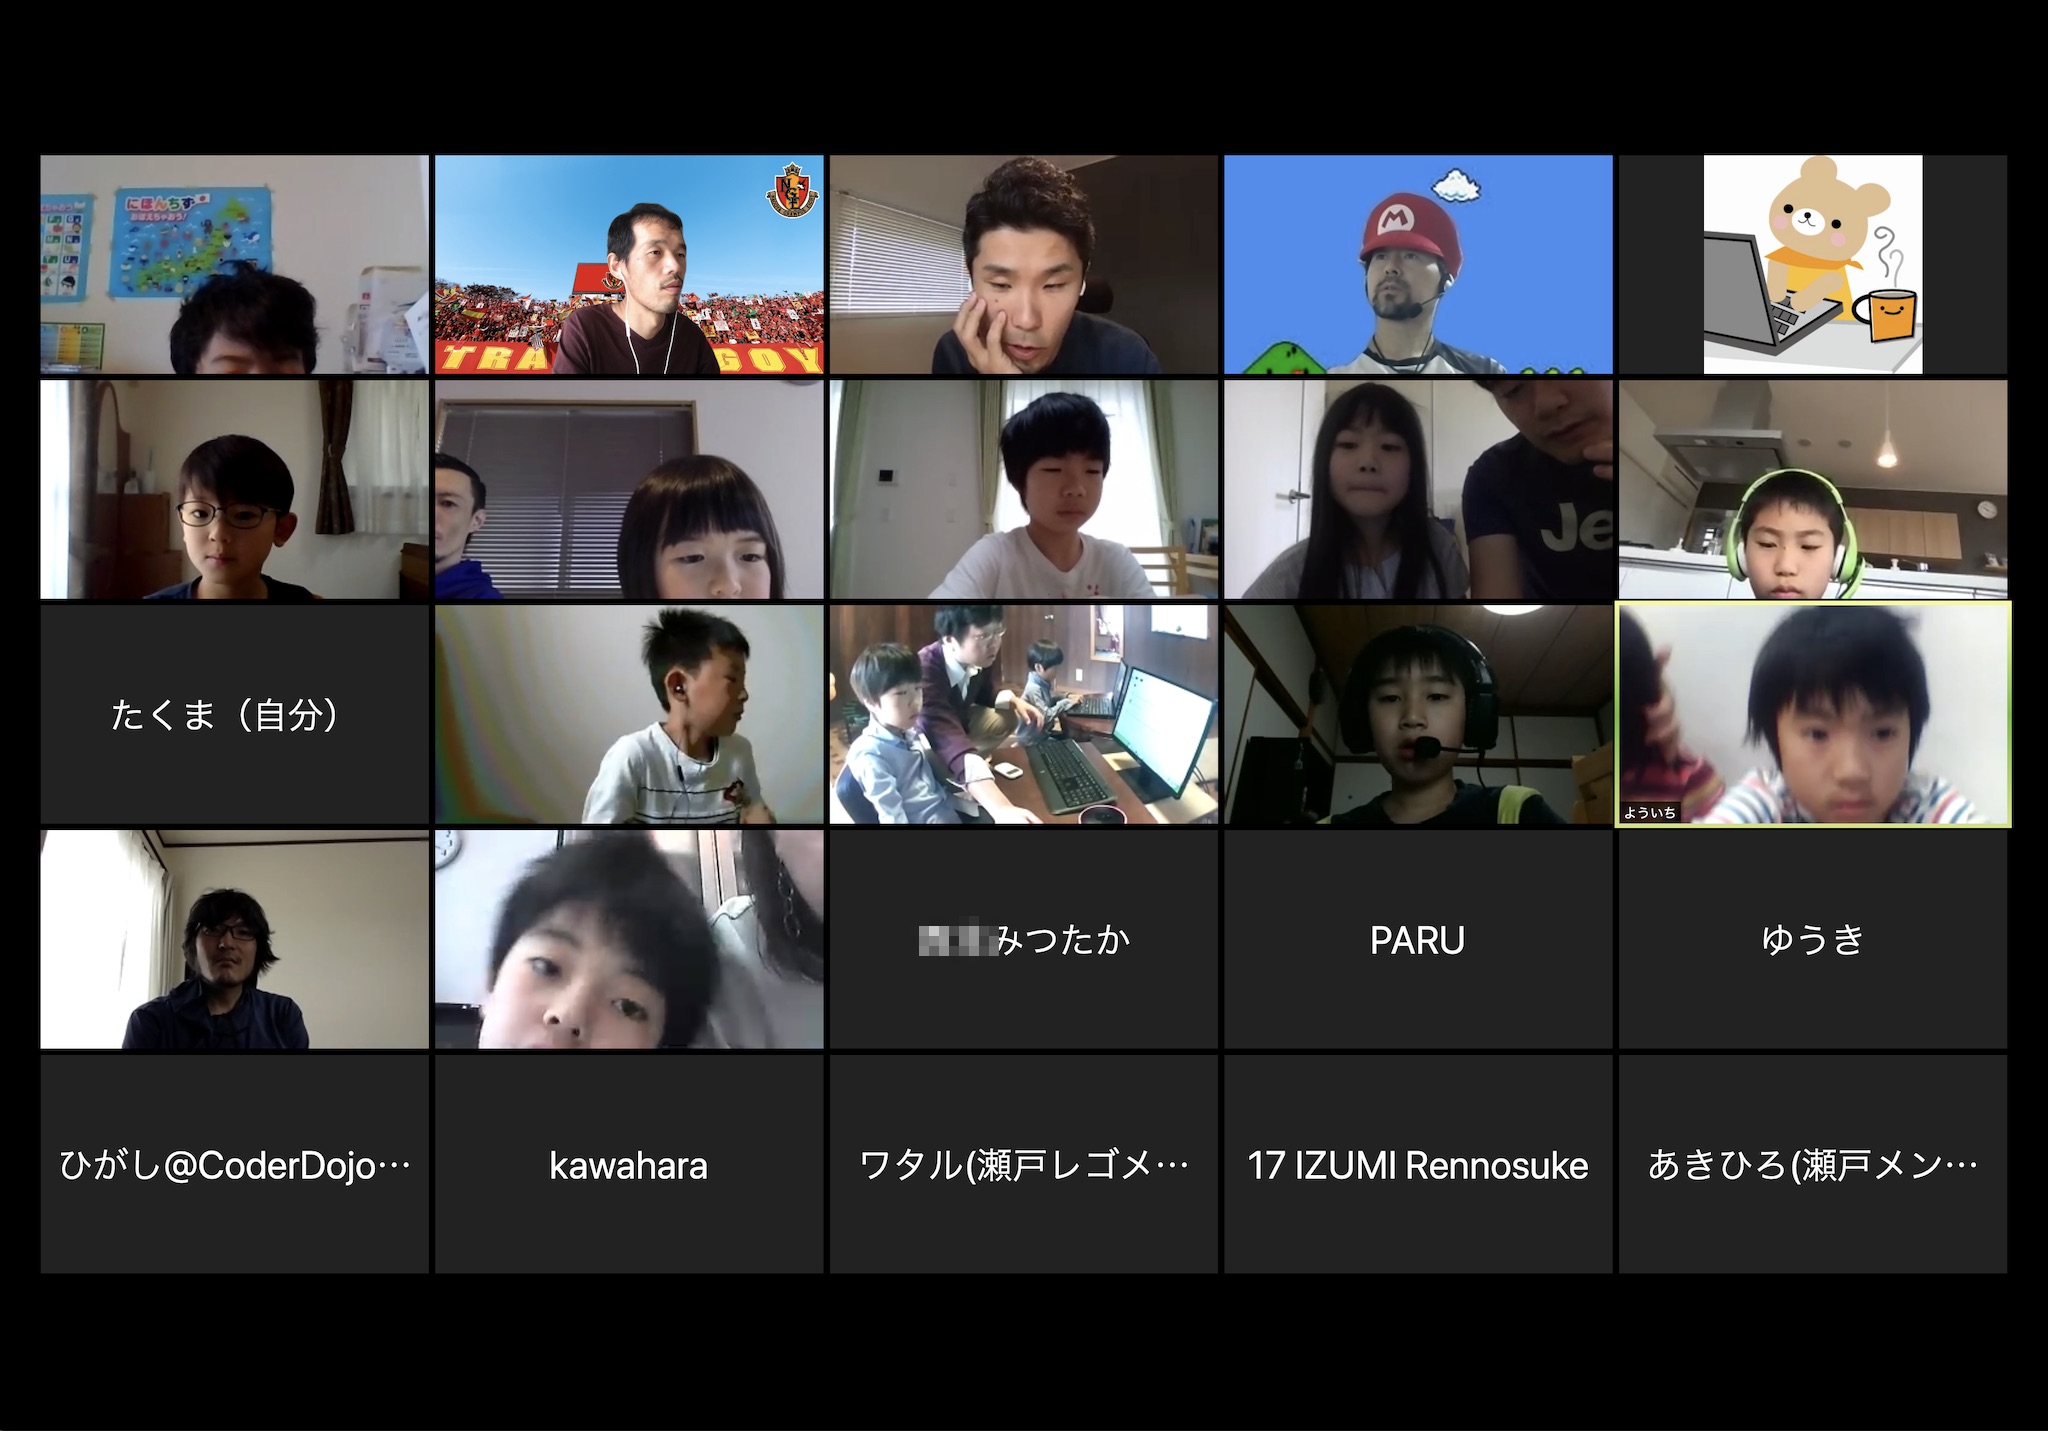 にほんちず
おぼえちゃおう!
TRA
GOY
M
Je
たくま（自分）
よういち
みつたか
PARU
ゆうき
ひがし@CoderDojo…
kawahara
ワタル(瀬戸レゴメ…
17 IZUMI Rennosuke
あきひろ(瀬戸メン…